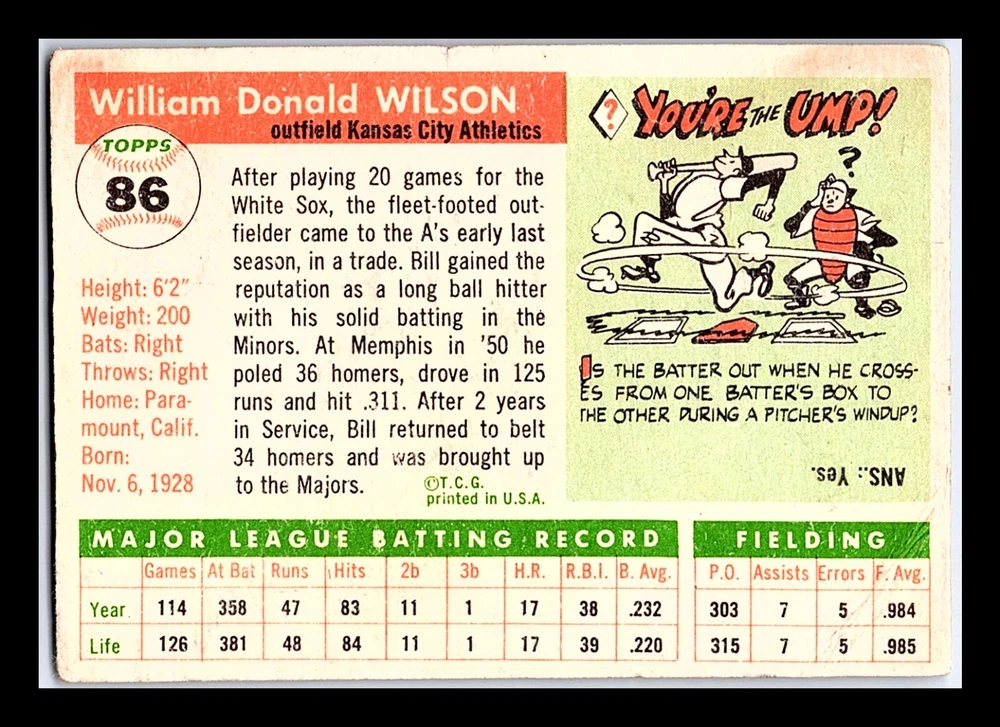 William Donald WILSON
outfield Kansas City Athletics
TOPPS
86
Height: 6'2"
Weight: 200
Bats: Right
Throws: Right
Home: Para-
mount, Calif.
Born:
Nov. 6, 1928
After playing 20 games for the
White Sox, the fleet-footed out-
fielder came to the A's early last
season, in a trade. Bill gained the
reputation as a long ball hitter
with his solid batting in the
Minors. At Memphis in '50 he
poled 36 homers, drove in 125
runs and hit .311. After 2 years
in Service, Bill returned to belt
34 homers and was brought up
to the Majors.
©T.C.G.
printed in U.S.A.
? YOU'RE THE UMP!
?
IS THE BATTER OUT WHEN HE CROSS-
ES FROM ONE BATTER'S BOX TO
THE OTHER DURING A PITCHER'S WINDUP?
ANS.: Yes.
MAJOR LEAGUE BATTING RECORD
Games At Bat Runs Hits 2b 3b H.R. R.B.I. B. Avg.
Year 114 358 47 83 11 1 17 38 .232
Life 126 381 48 84 11 1 17 39 .220
FIELDING
P.O. Assists Errors F. Avg.
303 7 5 .984
315 7 5 .985